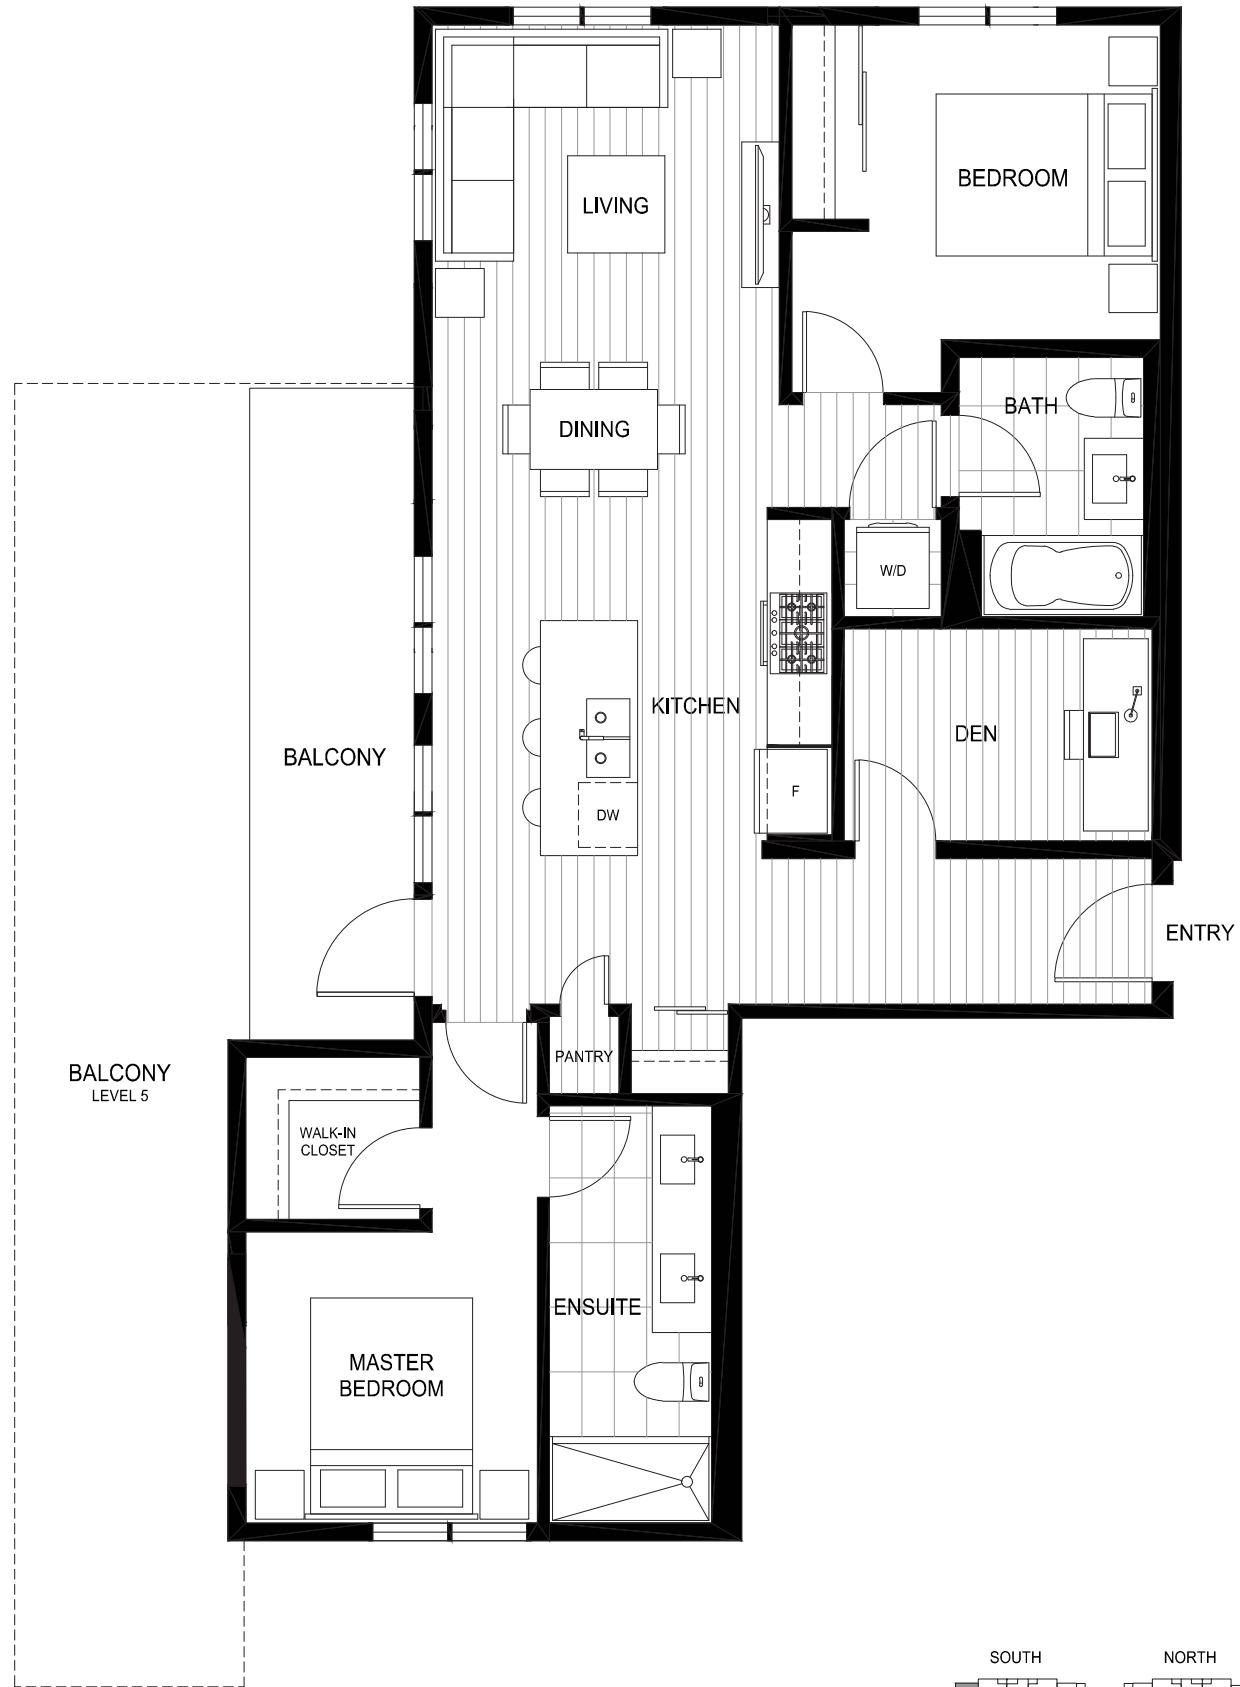 BEDROOM
LIVING
BATH
DINING
W/D
KITCHEN
DEN
BALCONY
F
DW
ENTRY
PANTRY
BALCONY
LEVEL 5
WALK-IN
CLOSET
ENSUITE
MASTER
BEDROOM
SOUTH
NORTH